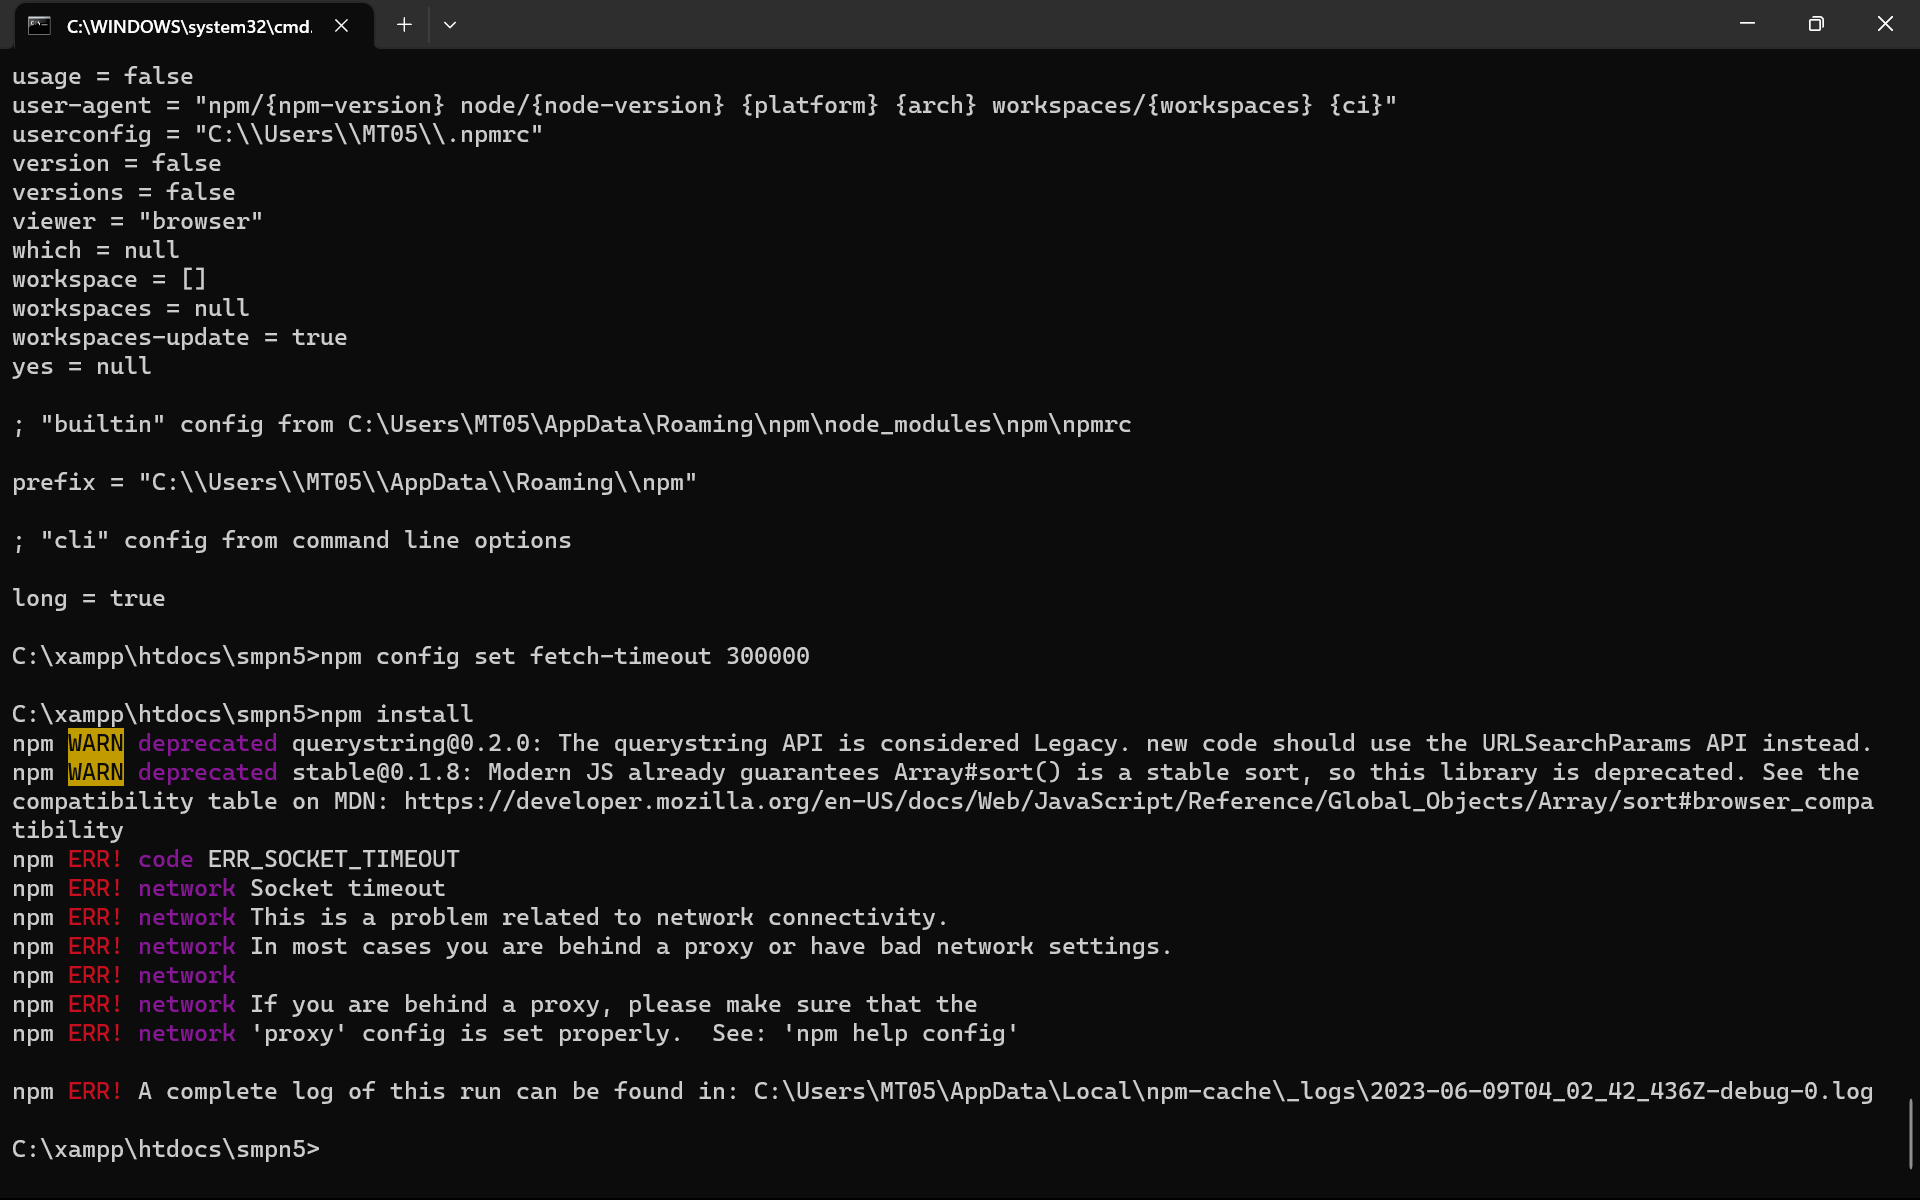 C:\WINDOWS\system32\cmd.
usage = false
user-agent = "npm/{npm-version} node/{node-version} {platform} {arch} workspaces/{workspaces} {ci}"
userconfig = "C:\\Users\\MT05\\.npmrc"
version = false
versions = false
viewer = "browser"
which = null
workspace = []
workspaces = null
workspaces-update = true
yes = null
; "builtin" config from C:\Users\MT05\AppData\Roaming\npm\node_modules\npm\npmrc
prefix = "C:\\Users\\MT05\\AppData\\Roaming\\npm"
; "cli" config from command line options
long = true
C:\xampp\htdocs\smpn5>npm config set fetch-timeout 300000
C:\xampp\htdocs\smpn5>npm install
npm WARN deprecated querystring@0.2.0: The querystring API is considered Legacy. new code should use the URLSearchParams API instead.
npm WARN deprecated stable@0.1.8: Modern JS already guarantees Array#sort() is a stable sort, so this library is deprecated. See the
compatibility table on MDN: https://developer.mozilla.org/en-US/docs/Web/JavaScript/Reference/Global_Objects/Array/sort#browser_compa
tibility
npm ERR! code ERR_SOCKET_TIMEOUT
npm ERR! network Socket timeout
npm ERR! network This is a problem related to network connectivity.
npm ERR! network In most cases you are behind a proxy or have bad network settings.
npm ERR! network
npm ERR! network If you are behind a proxy, please make sure that the
npm ERR! network 'proxy' config is set properly.  See: 'npm help config'
npm ERR! A complete log of this run can be found in: C:\Users\MT05\AppData\Local\npm-cache\_logs\2023-06-09T04_02_42_436Z-debug-0.log
C:\xampp\htdocs\smpn5>